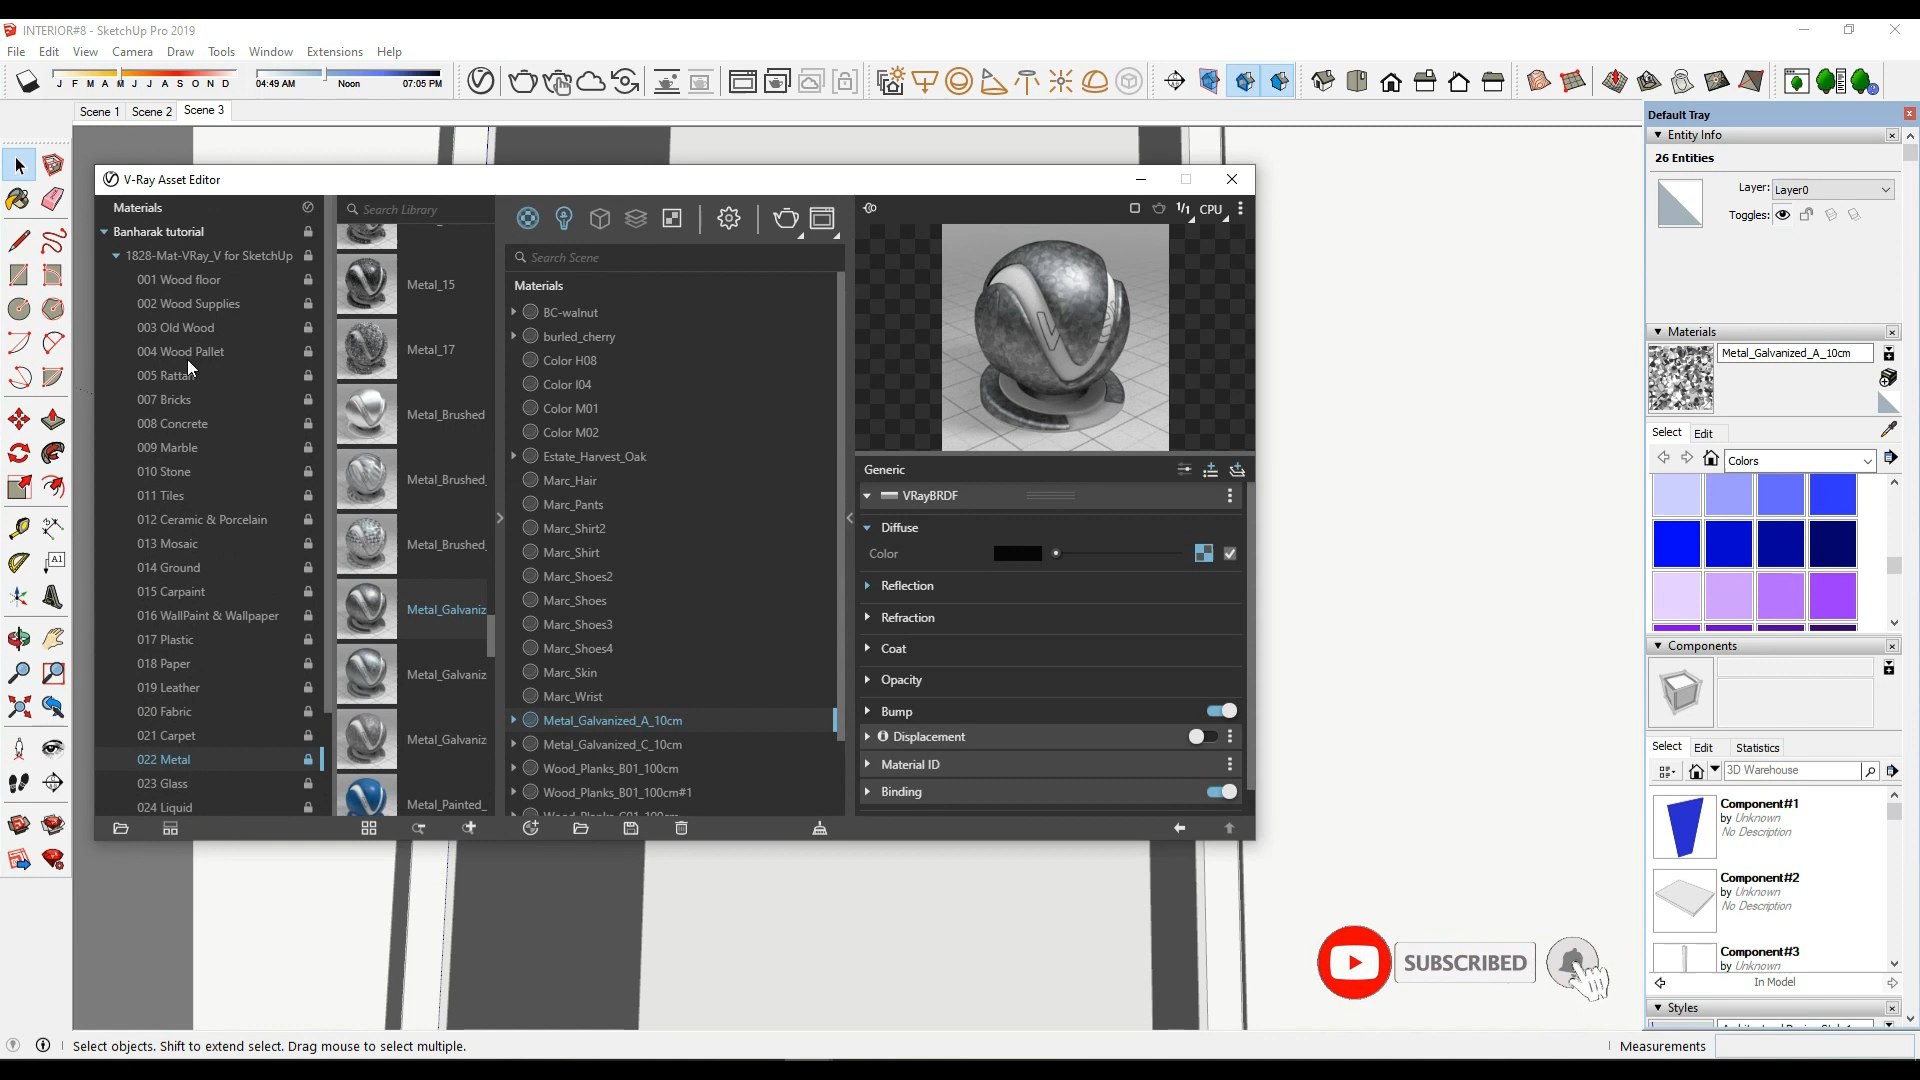 INTERIOR#8 - SketchUp Pro 2019
File Edit View Camera Draw Tools Window Extensions Help
J F M A M J J A S O N D 04:49 AM Noon 07:05 PM
1/1 CPU
Scene 1 Scene 2 Scene 3
V-Ray Asset Editor
Materials
Banharak tutorial
1828-Mat-VRay_V for SketchUp
001 Wood floor
002 Wood Supplies
003 Old Wood
004 Wood Pallet
005 Rattan
007 Bricks
008 Concrete
009 Marble
010 Stone
011 Tiles
012 Ceramic & Porcelain
013 Mosaic
014 Ground
015 Carpaint
016 WallPaint & Wallpaper
017 Plastic
018 Paper
019 Leather
020 Fabric
021 Carpet
022 Metal
023 Glass
024 Liquid
Search Library
Metal_15
Metal_17
Metal_Brushed
Metal_Brushed_
Metal_Brushed_
Metal_Galvaniz
Metal_Galvaniz
Metal_Galvaniz
Metal_Painted_
Search Scene
Materials
BC-walnut
burled_cherry
Color H08
Color I04
Color M01
Color M02
Estate_Harvest_Oak
Marc_Hair
Marc_Pants
Marc_Shirt2
Marc_Shirt
Marc_Shoes2
Marc_Shoes
Marc_Shoes3
Marc_Shoes4
Marc_Skin
Marc_Wrist
Metal_Galvanized_A_10cm
Metal_Galvanized_C_10cm
Wood_Planks_B01_100cm
Wood_Planks_B01_100cm#1
Generic
VRayBRDF
Diffuse
Color
Reflection
Refraction
Coat
Opacity
Bump
Displacement
Material ID
Binding
Default Tray
Entity Info
26 Entities
Layer: Layer0
Toggles:
Materials
Metal_Galvanized_A_10cm
Select Edit
Colors
Components
Select Edit Statistics
3D Warehouse
Component#1
by Unknown
No Description
Component#2
by Unknown
No Description
Component#3
by Unknown
In Model
Styles
SUBSCRIBED
A1
Select objects. Shift to extend select. Drag mouse to select multiple.
Measurements